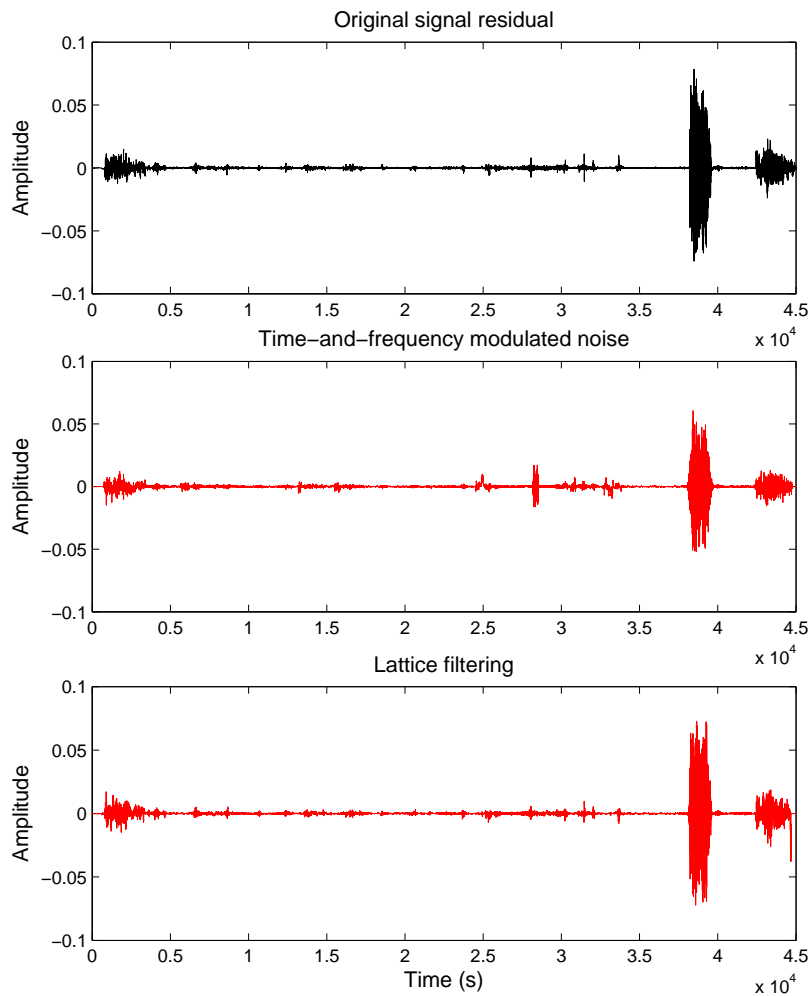 Original signal residual
0.1
0.05
0
−0.05
−0.1
Amplitude
0 0.5 1 1.5 2 2.5 3 3.5 4 4.5
x 10^4
Time−and−frequency modulated noise
0.1
0.05
0
−0.05
−0.1
Amplitude
0 0.5 1 1.5 2 2.5 3 3.5 4 4.5
x 10^4
Lattice filtering
0.1
0.05
0
−0.05
−0.1
Amplitude
0 0.5 1 1.5 2 2.5 3 3.5 4 4.5
Time (s)
x 10^4